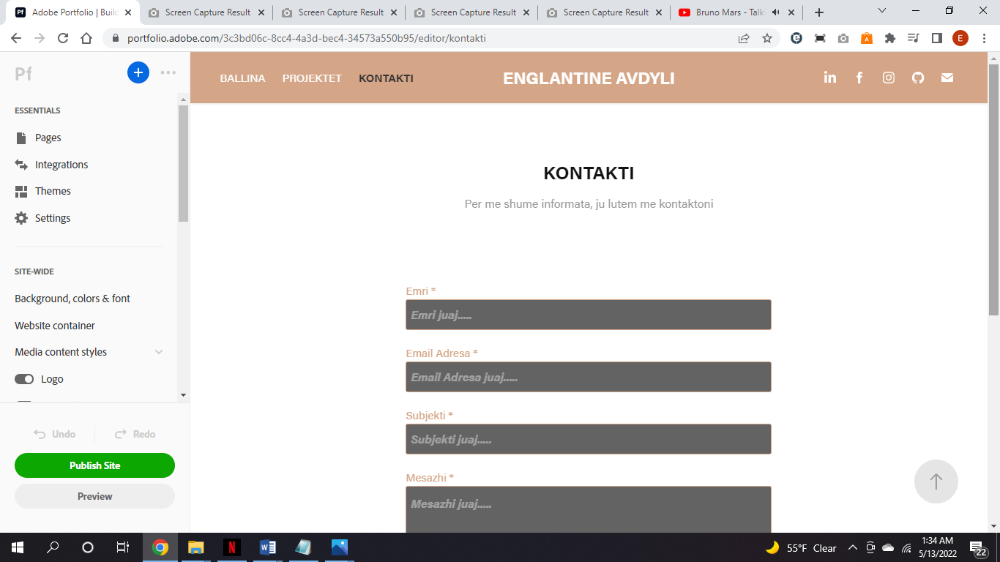 Adobe Portfolio | Build
Screen Capture Result
Screen Capture Result
Screen Capture Result
Screen Capture Result
Bruno Mars - Talki
portfolio.adobe.com/3c3bd06c-8cc4-4a3d-bec4-34573a550b95/editor/kontakti
E
Pf
BALLINA PROJEKTET KONTAKTI
ENGLANTINE AVDYLI
ESSENTIALS
Pages
Integrations
Themes
Settings
SITE-WIDE
Background, colors & font
Website container
Media content styles
Logo
Undo
Redo
Publish Site
Preview
KONTAKTI
Per me shume informata, ju lutem me kontaktoni
Emri *
Emri juaj.....
Email Adresa *
Email Adresa juaj.....
Subjekti *
Subjekti juaj.....
Mesazhi *
Mesazhi juaj.....
55°F Clear
1:34 AM
5/13/2022
22